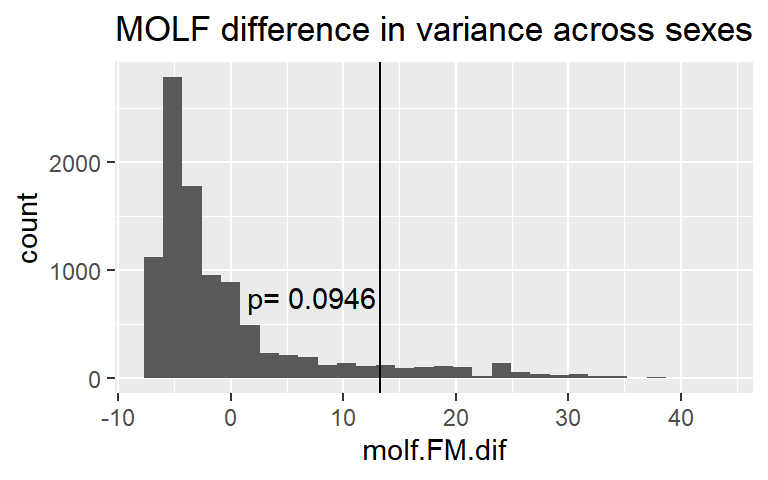 MOLF difference in variance across sexes
count
2000
1000
0
p= 0.0946
-10 0 10 20 30 40
molf.FM.dif